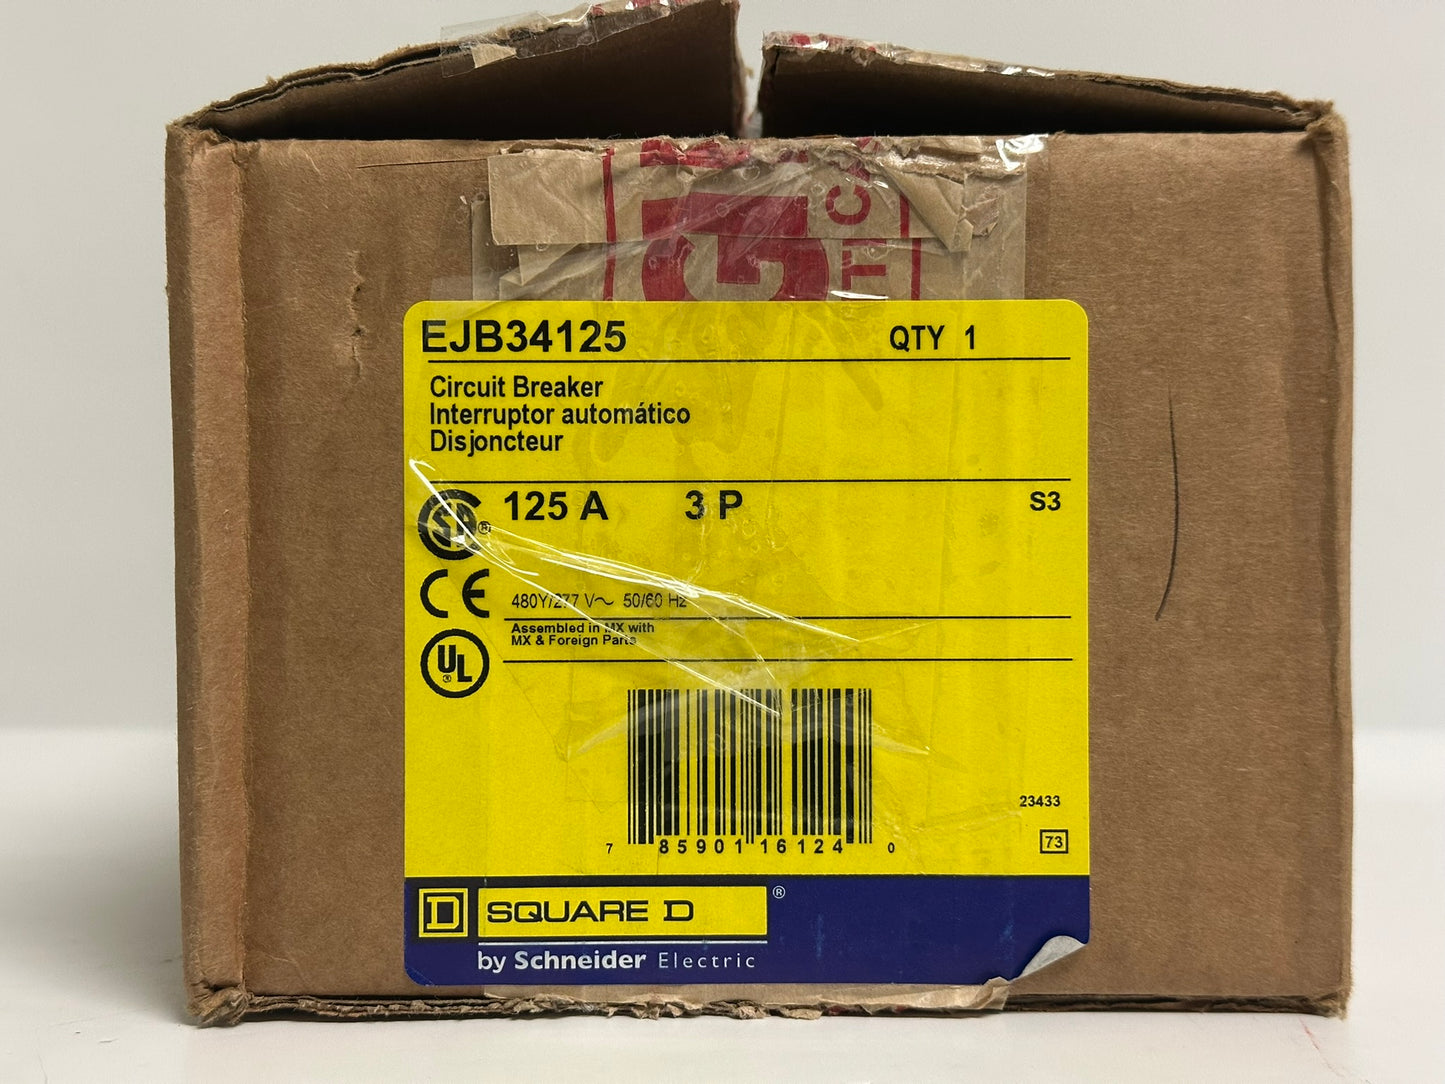 EJB34125 QTY 1
Circuit Breaker
Interruptor automático
Disjoncteur
125 A 3 P S3
480Y/277 V~ 50/60 Hz
Assembled in MX with
MX & Foreign Parts
CE
UL
®
23433
7 85901 16124 0
73
D SQUARE D ®
by Schneider Electric